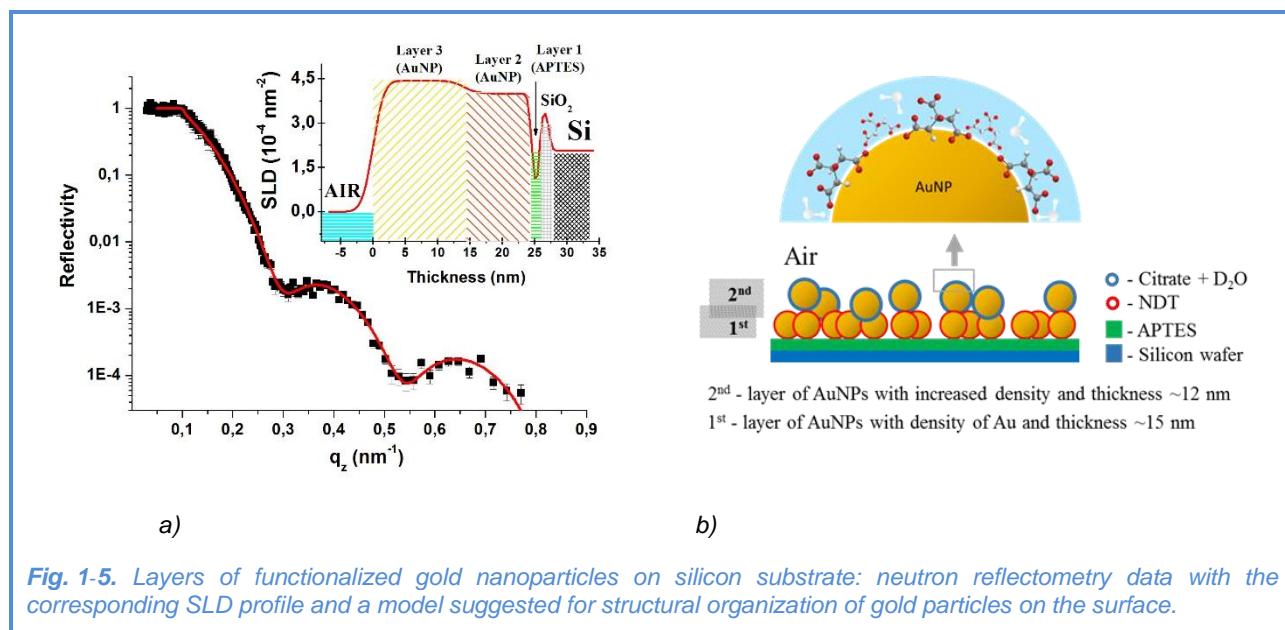 Layer 3
(AuNP)
Layer 2
(AuNP)
Layer 1
(APTES)
SiO2
Si
AIR
SLD (10-4 nm-2)
4,5
3,0
1,5
0,0
-5 0 5 10 15 20 25 30 35
Thickness (nm)
Reflectivity
1
0,1
0,01
1E-3
1E-4
0,1 0,2 0,3 0,4 0,5 0,6 0,7 0,8 0,9
qz (nm-1)
a)
AuNP
Air
2nd
1st
- Citrate + D2O
- NDT
- APTES
- Silicon wafer
2nd - layer of AuNPs with increased density and thickness ~12 nm
1st - layer of AuNPs with density of Au and thickness ~15 nm
b)
Fig. 1-5. Layers of functionalized gold nanoparticles on silicon substrate: neutron reflectometry data with the
corresponding SLD profile and a model suggested for structural organization of gold particles on the surface.